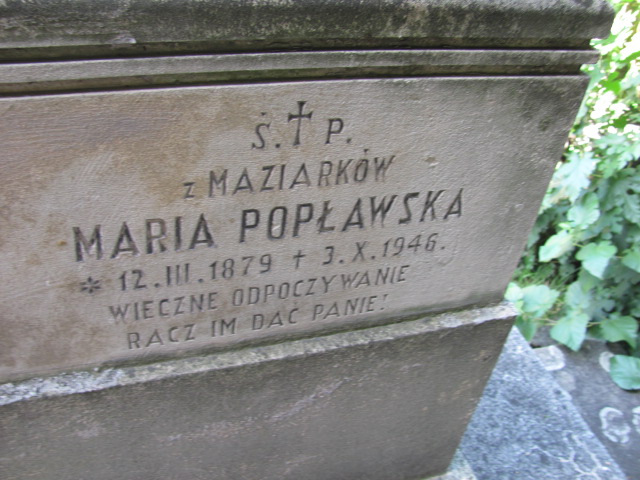 Ś. † P.
z MAZIARKÓW
MARIA POPŁAWSKA
* 12.III.1879 † 3.X.1946.
WIECZNE ODPOCZYWANIE
RACZ IM DAĆ PANIE!